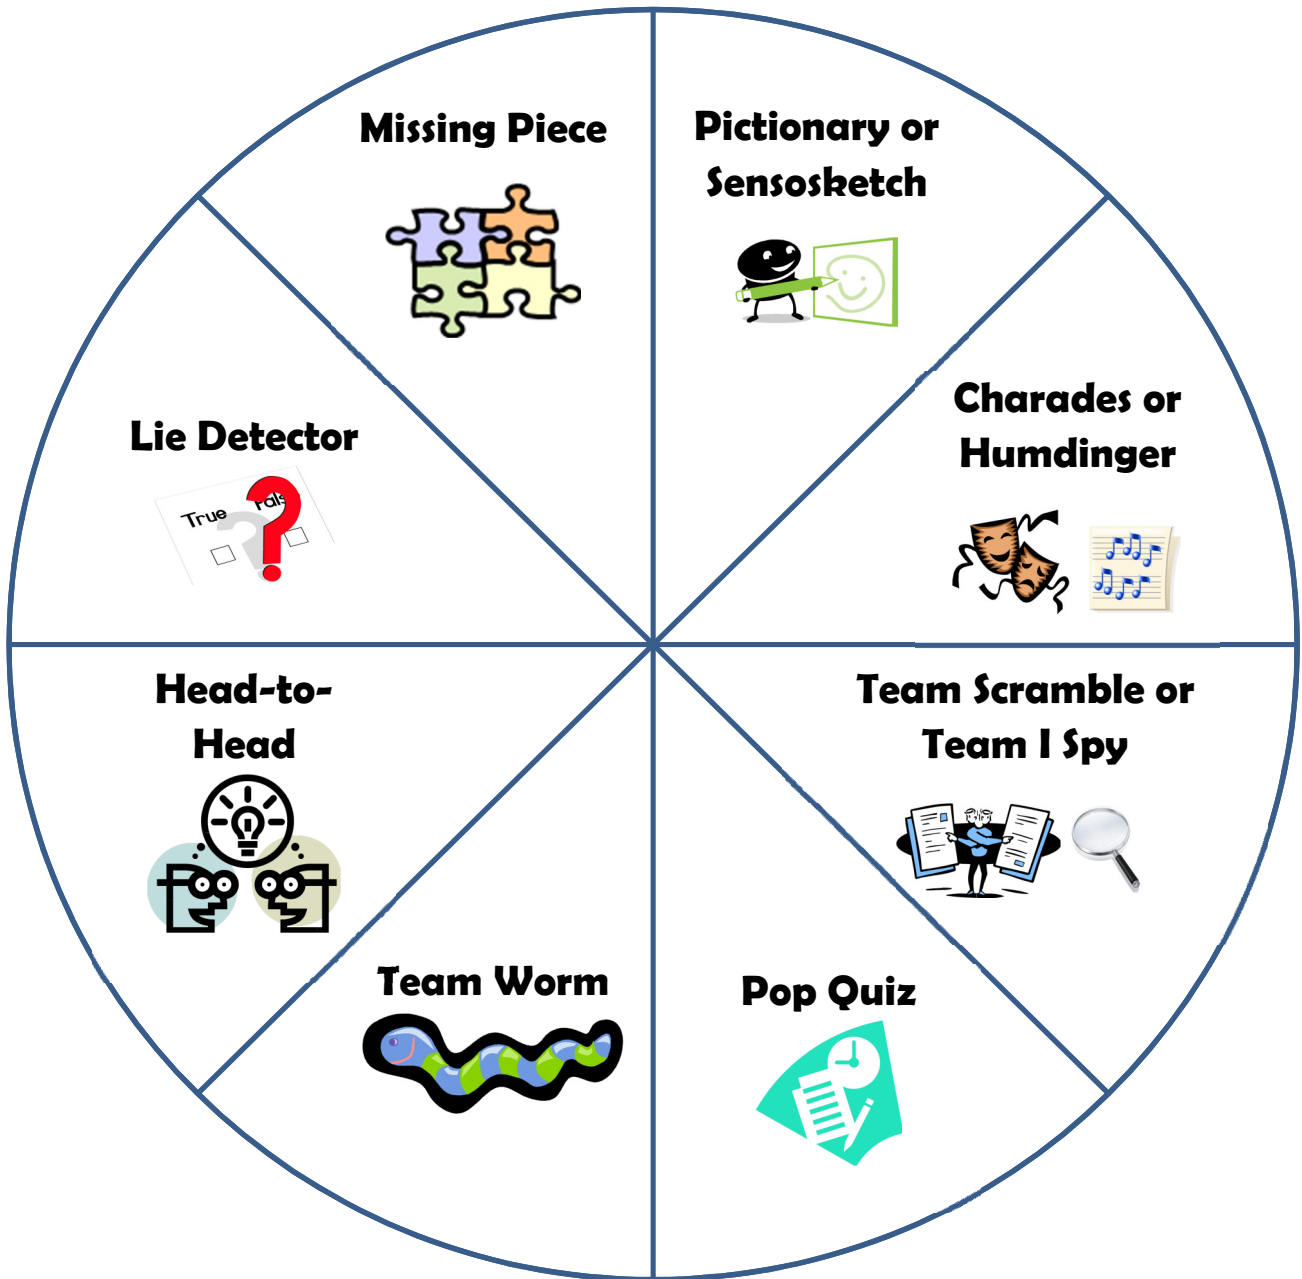 Missing Piece
Pictionary or
Sensosketch
Charades or
Humdinger
Lie Detector
True Fals
Head-to-
Head
Team Scramble or
Team I Spy
Team Worm
Pop Quiz